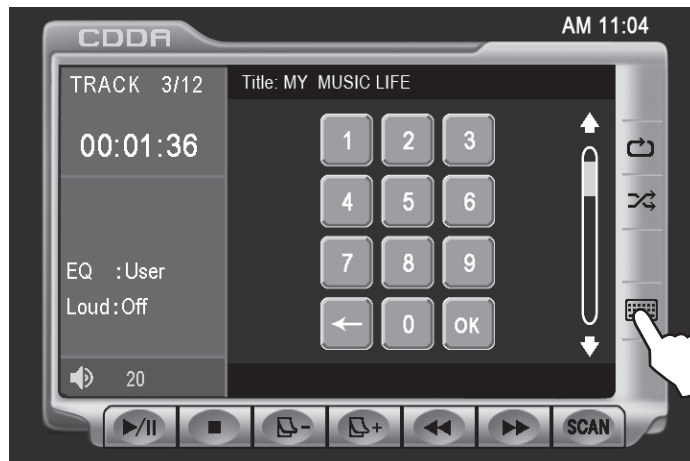 AM 11:04
CDDA
TRACK 3/12
Title: MY MUSIC LIFE
00:01:36
1 2 3
4 5 6
EQ :User
7 8 9
Loud:Off
0 OK
20
- + SCAN